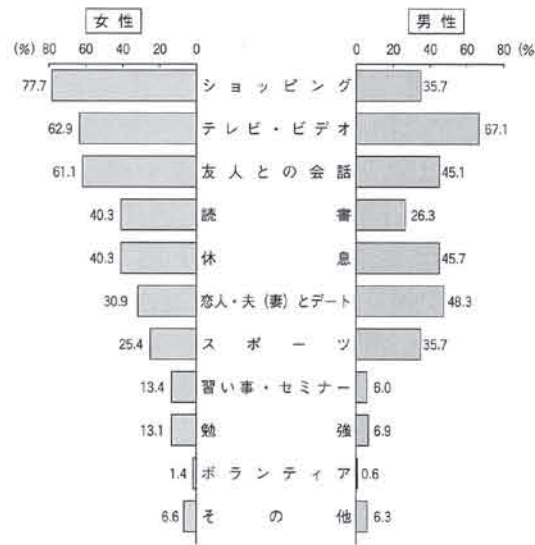 女性 男性
(%) 80 60 40 20 0 0 20 40 60 80 (%)
77.7 ショッピング 35.7
62.9 テレビ・ビデオ 67.1
61.1 友人との会話 45.1
40.3 読書 26.3
40.3 休息 45.7
30.9 恋人・夫(妻)とデート 48.3
25.4 スポーツ 35.7
13.4 習い事・セミナー 6.0
13.1 勉強 6.9
1.4 ボランティア 0.6
6.6 その他 6.3